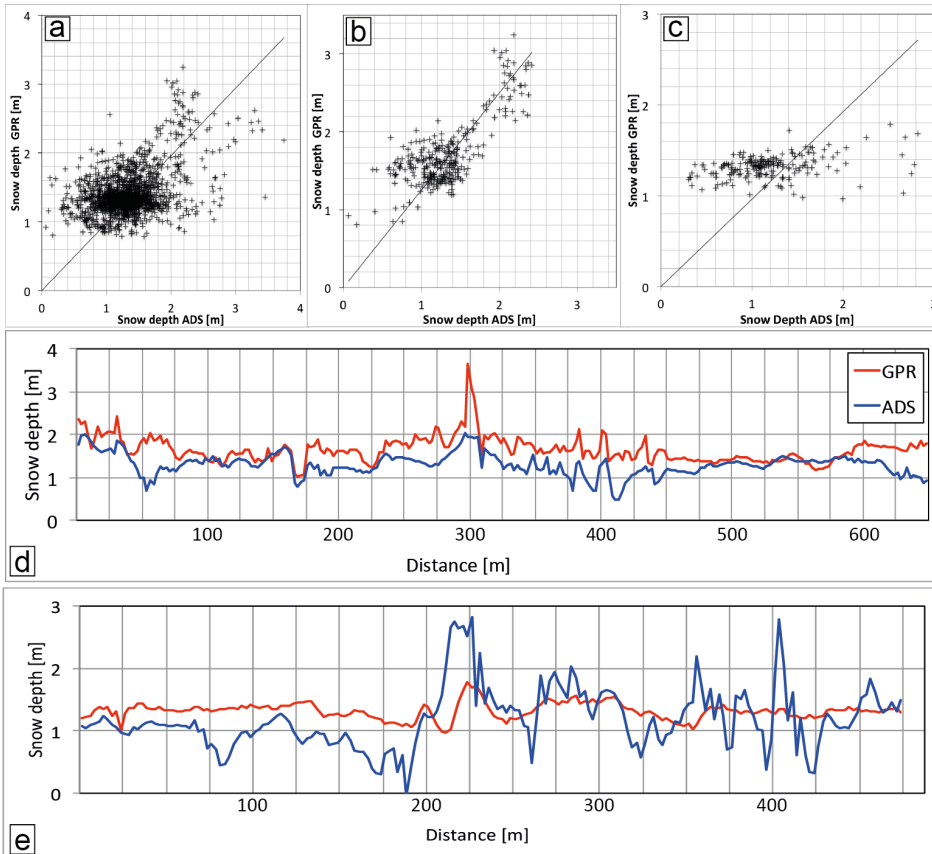 a
4
3
2
1
0
0 1 2 3 4
Snow depth GPR [m]
Snow depth ADS [m]
b
3
2
1
0
0 1 2 3
Snow depth GPR [m]
Snow depth ADS [m]
c
3
2
1
0
0 1 2 3
Snow depth GPR [m]
Snow Depth ADS [m]
4
3
2
1
0
Snow depth [m]
GPR
ADS
100 200 300 400 500 600
Distance [m]
d
3
2
1
0
Snow depth [m]
100 200 300 400
Distance [m]
e